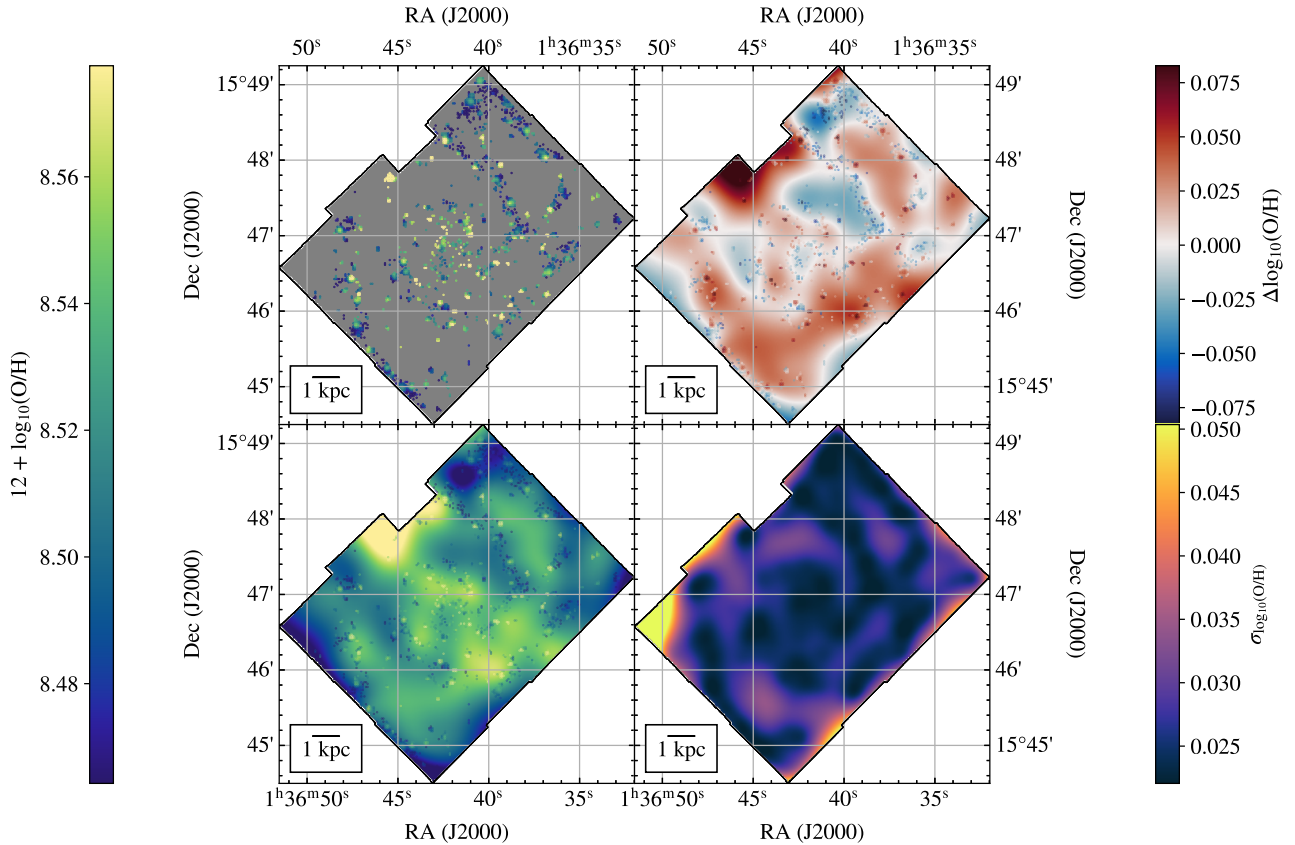 RA (J2000) RA (J2000)
50ˢ 45ˢ 40ˢ 1ʰ36ᵐ35ˢ 50ˢ 45ˢ 40ˢ 1ʰ36ᵐ35ˢ
15°49' 49'
48' 48'
47' 47'
46' 46'
45' 15°45'
Dec (J2000) Dec (J2000)
1 kpc 1 kpc
0.075
0.050
0.025
0.000
−0.025
−0.050
−0.075
Δlog₁₀(O/H)
8.56
8.54
8.52
8.50
8.48
12 + log₁₀(O/H)
15°49' 49'
48' 48'
47' 47'
46' 46'
45' 15°45'
Dec (J2000) Dec (J2000)
1 kpc 1 kpc
0.050
0.045
0.040
0.035
0.030
0.025
σlog₁₀(O/H)
1ʰ36ᵐ50ˢ 45ˢ 40ˢ 35ˢ 1ʰ36ᵐ50ˢ 45ˢ 40ˢ 35ˢ
RA (J2000) RA (J2000)